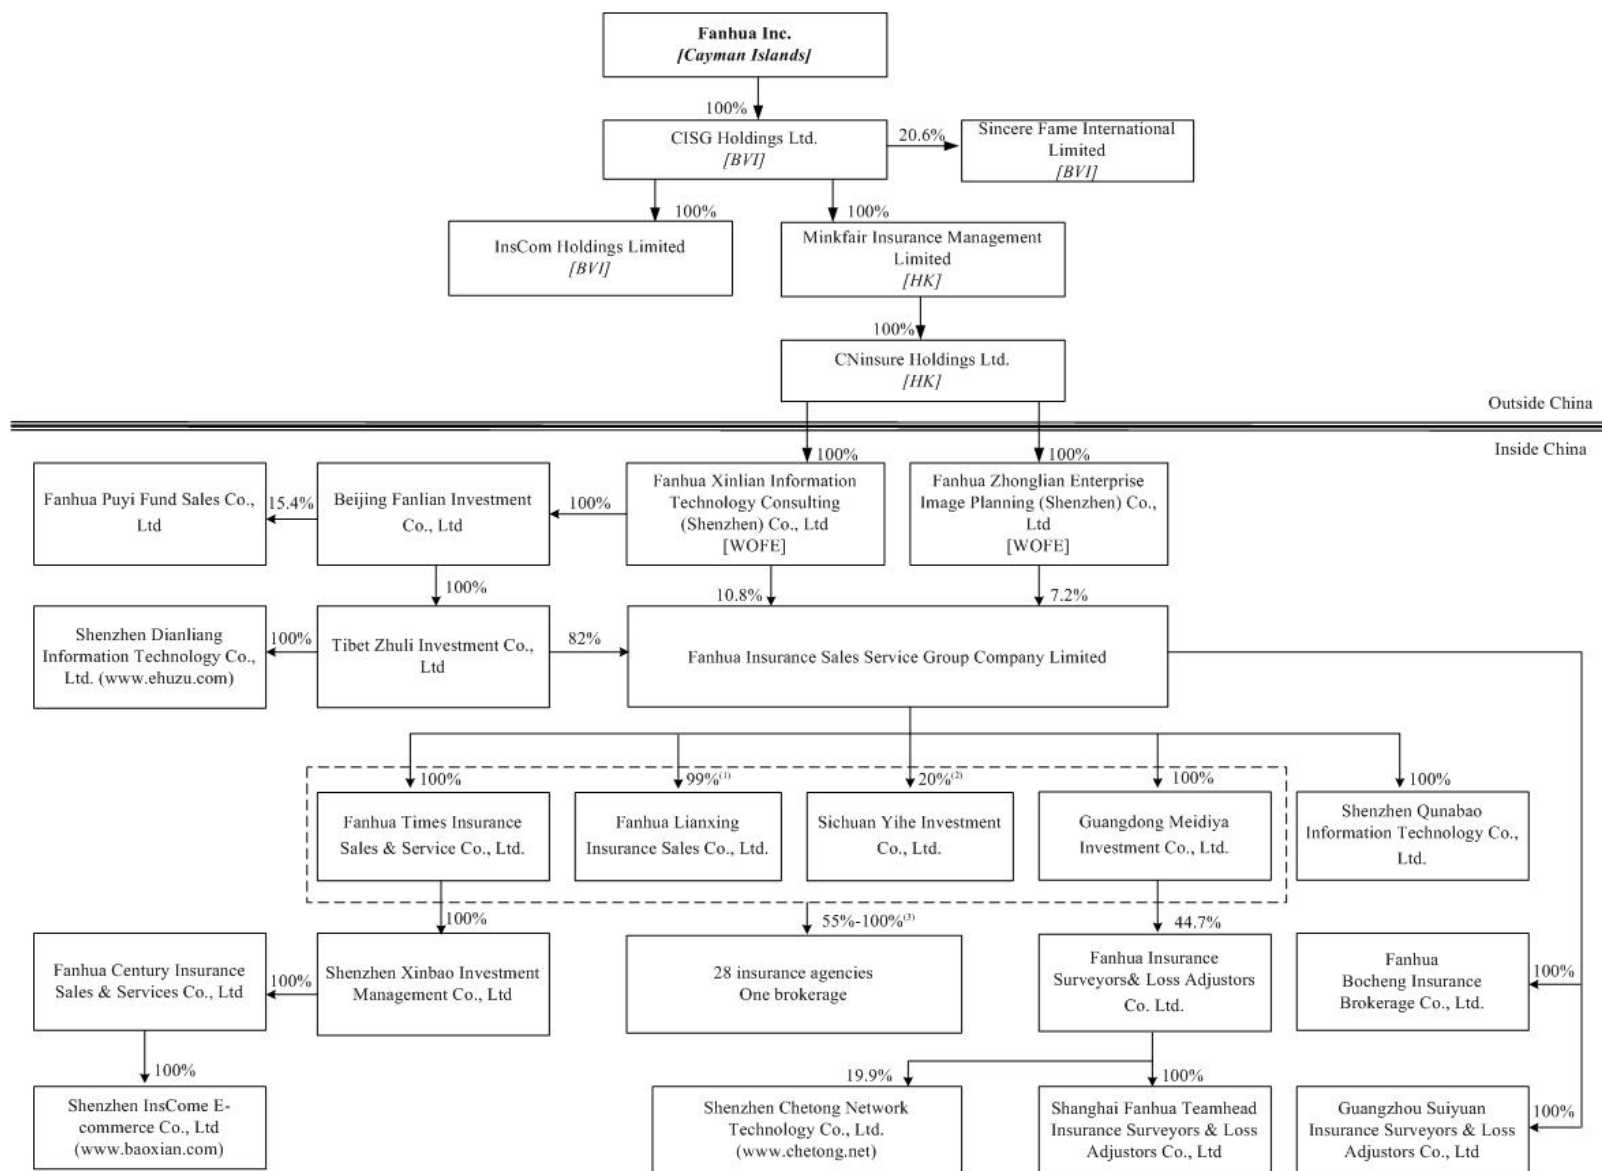 Fanhua Inc.
[Cayman Islands]
100%
CISG Holdings Ltd.
[BVI]
20.6%
Sincere Fame International
Limited
[BVI]
100%
100%
InsCom Holdings Limited
[BVI]
Minkfair Insurance Management
Limited
[HK]
100%
CNinsure Holdings Ltd.
[HK]
Outside China
Inside China
100%
100%
Fanhua Puyi Fund Sales Co.,
Ltd
15.4%
Beijing Fanlian Investment
Co., Ltd
100%
Fanhua Xinlian Information
Technology Consulting
(Shenzhen) Co., Ltd
[WOFE]
Fanhua Zhonglian Enterprise
Image Planning (Shenzhen) Co.,
Ltd
[WOFE]
100%
10.8%
7.2%
Shenzhen Dianliang
Information Technology Co.,
Ltd. (www.ehuzu.com)
100%
Tibet Zhuli Investment Co.,
Ltd
82%
Fanhua Insurance Sales Service Group Company Limited
100%
99%(1)
20%(2)
100%
100%
Fanhua Times Insurance
Sales & Service Co., Ltd.
Fanhua Lianxing
Insurance Sales Co., Ltd.
Sichuan Yihe Investment
Co., Ltd.
Guangdong Meidiya
Investment Co., Ltd.
Shenzhen Qunabao
Information Technology Co.,
Ltd.
100%
55%-100%(3)
44.7%
Fanhua Century Insurance
Sales & Services Co., Ltd
100%
Shenzhen Xinbao Investment
Management Co., Ltd
28 insurance agencies
One brokerage
Fanhua Insurance
Surveyors& Loss Adjustors
Co. Ltd.
Fanhua
Bocheng Insurance
Brokerage Co., Ltd.
100%
100%
19.9%
100%
Shenzhen InsCome E-
commerce Co., Ltd
(www.baoxian.com)
Shenzhen Chetong Network
Technology Co., Ltd.
(www.chetong.net)
Shanghai Fanhua Teamhead
Insurance Surveyors & Loss
Adjustors Co., Ltd
Guangzhou Suiyuan
Insurance Surveyors & Loss
Adjustors Co., Ltd
100%